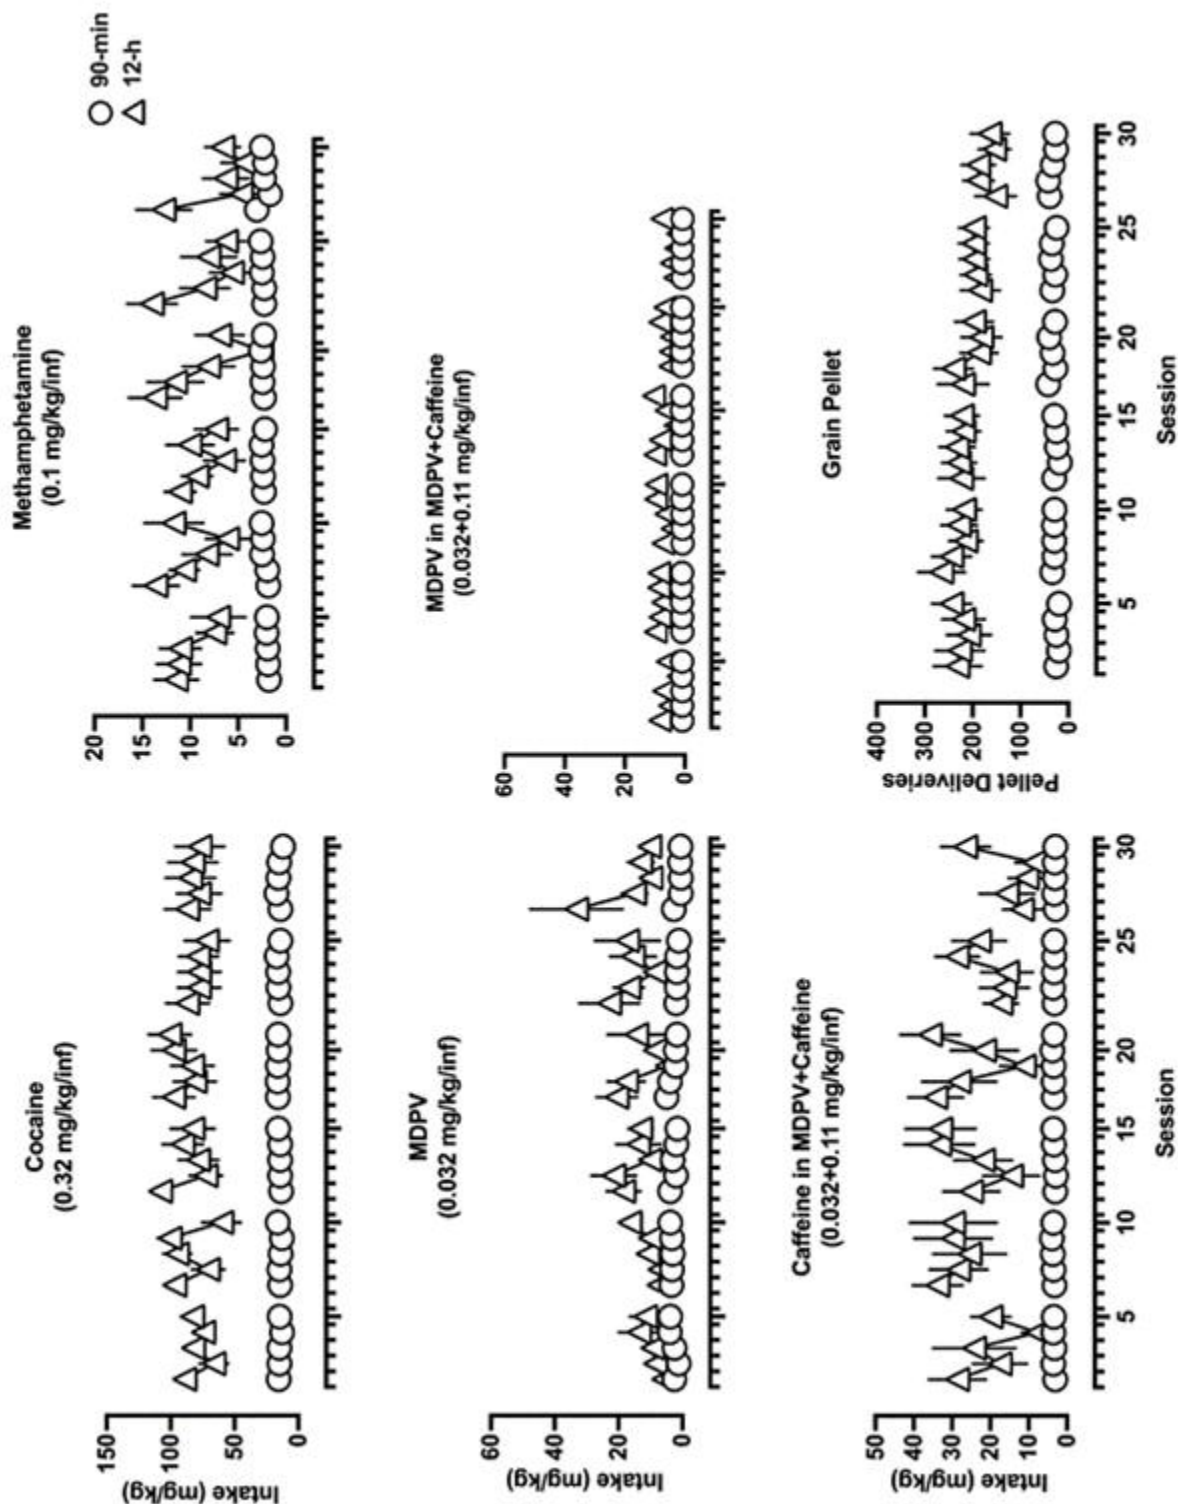 Cocaine
(0.32 mg/kg/inf)
Intake (mg/kg)
150
100
50
0
Methamphetamine
(0.1 mg/kg/inf)
20
15
10
5
0
90-min
12-h
MDPV
(0.032 mg/kg/inf)
Intake (mg/kg)
60
40
20
0
MDPV in MDPV+Caffeine
(0.032+0.11 mg/kg/inf)
60
40
20
0
Caffeine in MDPV+Caffeine
(0.032+0.11 mg/kg/inf)
Intake (mg/kg)
50
40
30
20
10
0
5 10 15 20 25 30
Session
Grain Pellet
Pellet Deliveries
400
300
200
100
0
5 10 15 20 25 30
Session